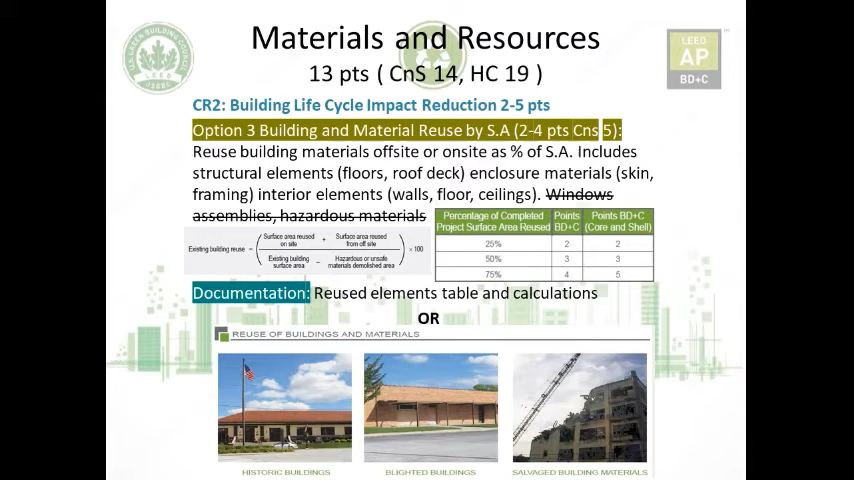 Materials and Resources
13 pts ( CnS 14, HC 19 )
LEED
AP
BD+C
U.S. GREEN BUILDING COUNCIL
LEED
USGBC
CR2: Building Life Cycle Impact Reduction 2-5 pts
Option 3 Building and Material Reuse by S.A (2-4 pts Cns 5):
Reuse building materials offsite or onsite as % of S.A. Includes
structural elements (floors, roof deck) enclosure materials (skin,
framing) interior elements (walls, floor, ceilings). Windows
assemblies, hazardous materials
Existing building reuse = ( Surface area reused on site + Surface area reused from off site
Existing building surface area − Hazardous or unsafe materials demolished area ) × 100
Percentage of Completed Project Surface Area Reused Points BD+C Points BD+C (Core and Shell)
25% 2 2
50% 3 3
75% 4 5
Documentation: Reused elements table and calculations
OR
REUSE OF BUILDINGS AND MATERIALS
HISTORIC BUILDINGS BLIGHTED BUILDINGS SALVAGED BUILDING MATERIALS